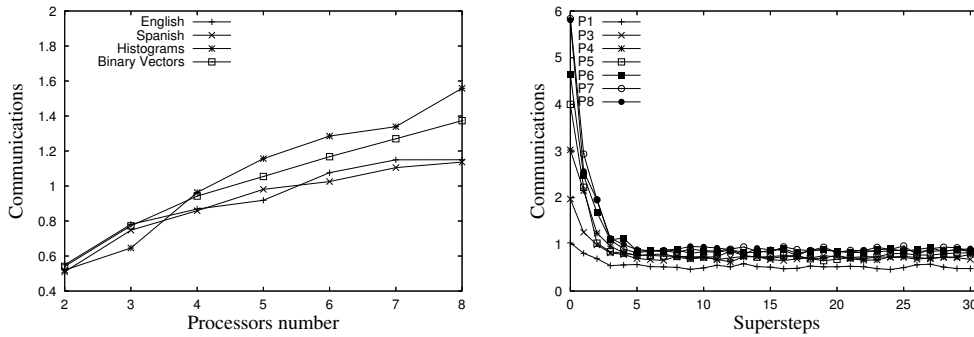 English
Spanish
Histograms
Binary Vectors
2
1.8
1.6
1.4
1.2
1
0.8
0.6
0.4
2 3 4 5 6 7 8
Communications
Processors number
P1
P3
P4
P5
P6
P7
P8
6
5
4
3
2
1
0
0 5 10 15 20 25 30
Communications
Supersteps